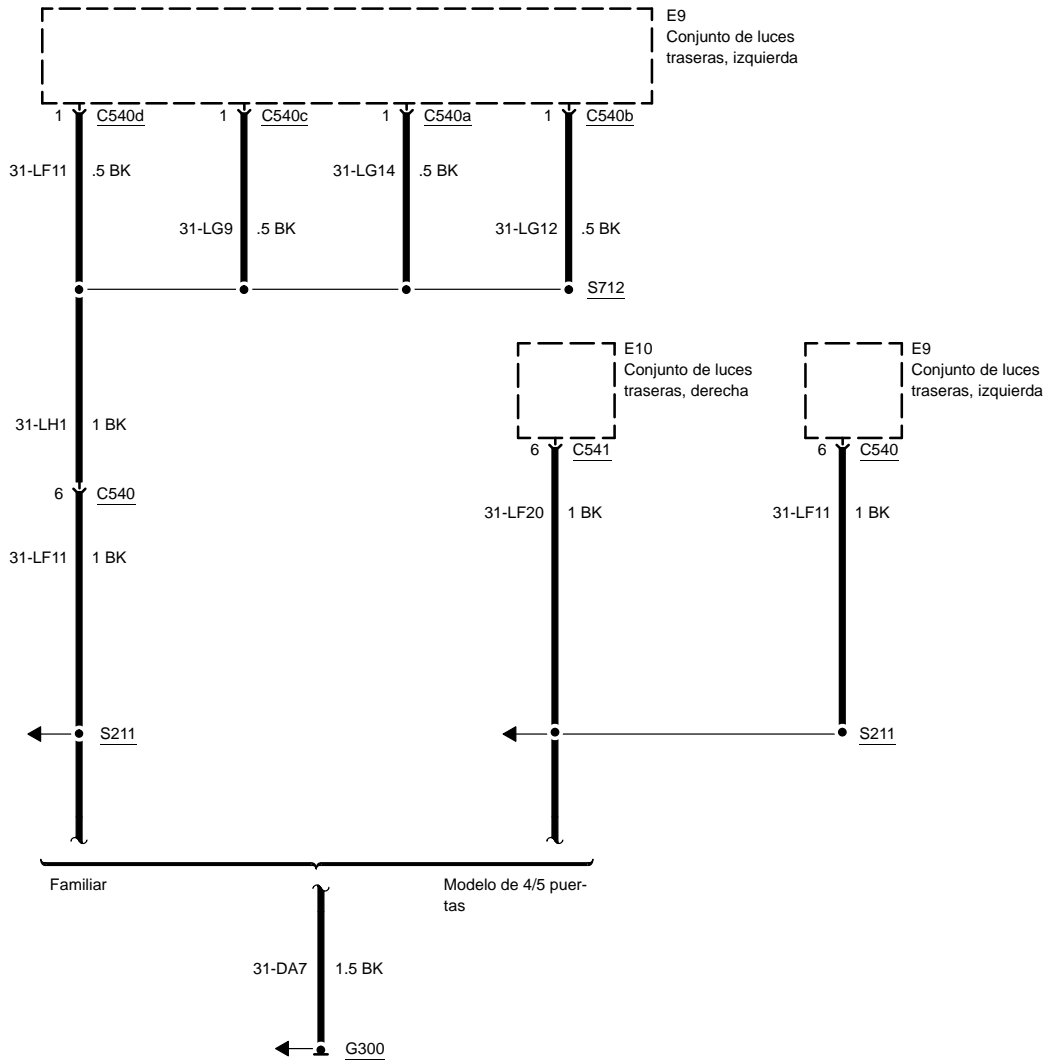 E9
Conjunto de luces
traseras, izquierda
1 C540d
1 C540c
1 C540a
1 C540b
31-LF11 .5 BK
31-LG14 .5 BK
31-LG9 .5 BK
31-LG12 .5 BK
S712
E10
Conjunto de luces
traseras, derecha
E9
Conjunto de luces
traseras, izquierda
31-LH1 1 BK
6 C541
6 C540
6 C540
31-LF20 1 BK
31-LF11 1 BK
31-LF11 1 BK
S211
S211
Familiar
Modelo de 4/5 puer-
tas
31-DA7 1.5 BK
G300